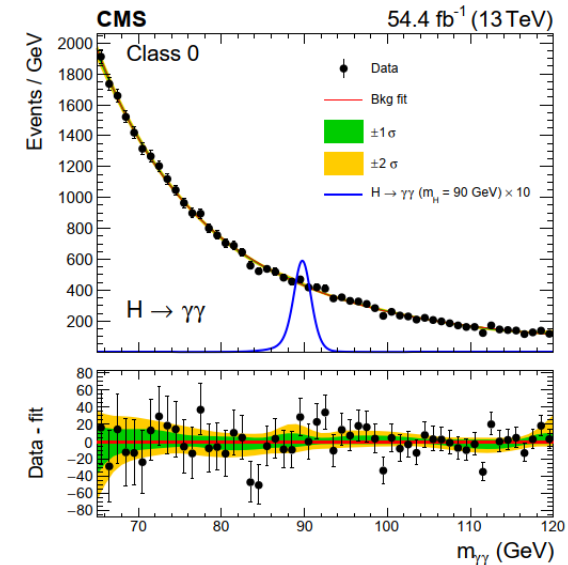 CMS 54.4 fb⁻¹ (13 TeV)
Events / GeV
2000
1800
1600
1400
1200
1000
800
600
400
200
Class 0
Data
Bkg fit
±1 σ
±2 σ
H → γγ (m_H = 90 GeV) × 10
H → γγ
Data - fit
80
60
40
20
0
−20
−40
−60
−80
70 80 90 100 110 120
m_γγ (GeV)